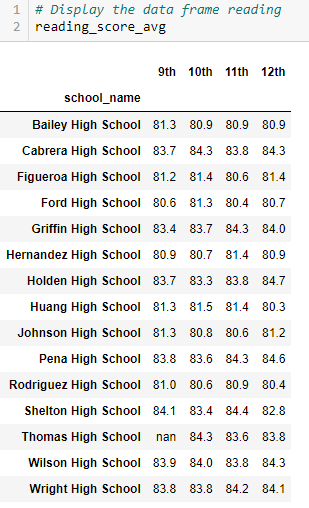 1 # Display the data frame reading
2 reading_score_avg
9th 10th 11th 12th
school_name
Bailey High School 81.3 80.9 80.9 80.9
Cabrera High School 83.7 84.3 83.8 84.3
Figueroa High School 81.2 81.4 80.6 81.4
Ford High School 80.6 81.3 80.4 80.7
Griffin High School 83.4 83.7 84.3 84.0
Hernandez High School 80.9 80.7 81.4 80.9
Holden High School 83.7 83.3 83.8 84.7
Huang High School 81.3 81.5 81.4 80.3
Johnson High School 81.3 80.8 80.6 81.2
Pena High School 83.8 83.6 84.3 84.6
Rodriguez High School 81.0 80.6 80.9 80.4
Shelton High School 84.1 83.4 84.4 82.8
Thomas High School nan 84.3 83.6 83.8
Wilson High School 83.9 84.0 83.8 84.3
Wright High School 83.8 83.8 84.2 84.1